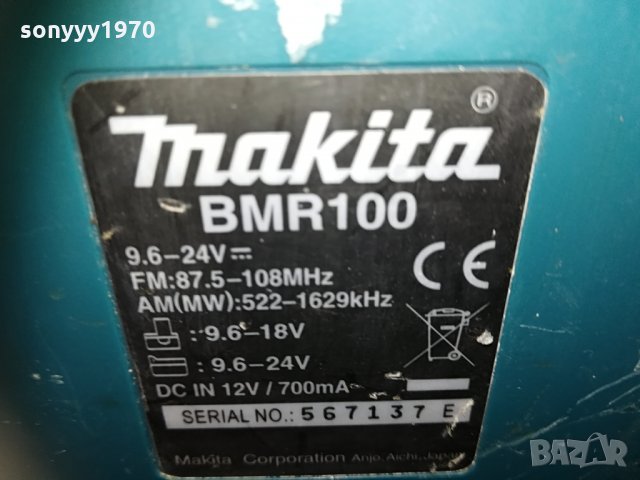 sonyyy1970
makita ®
BMR100
9.6–24V⎓
FM:87.5–108MHz
AM(MW):522–1629kHz
CE
:9.6–18V
:9.6–24V
DC IN 12V / 700mA
SERIAL NO.: 567137 E
Makita Corporation Anjo, Aichi, Japan
BAZAR